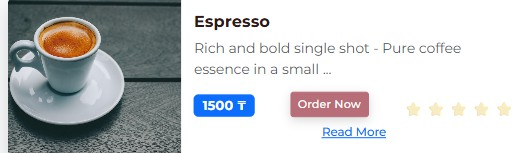 Espresso
Rich and bold single shot - Pure coffee
essence in a small ...
1500 ₸ Order Now
Read More